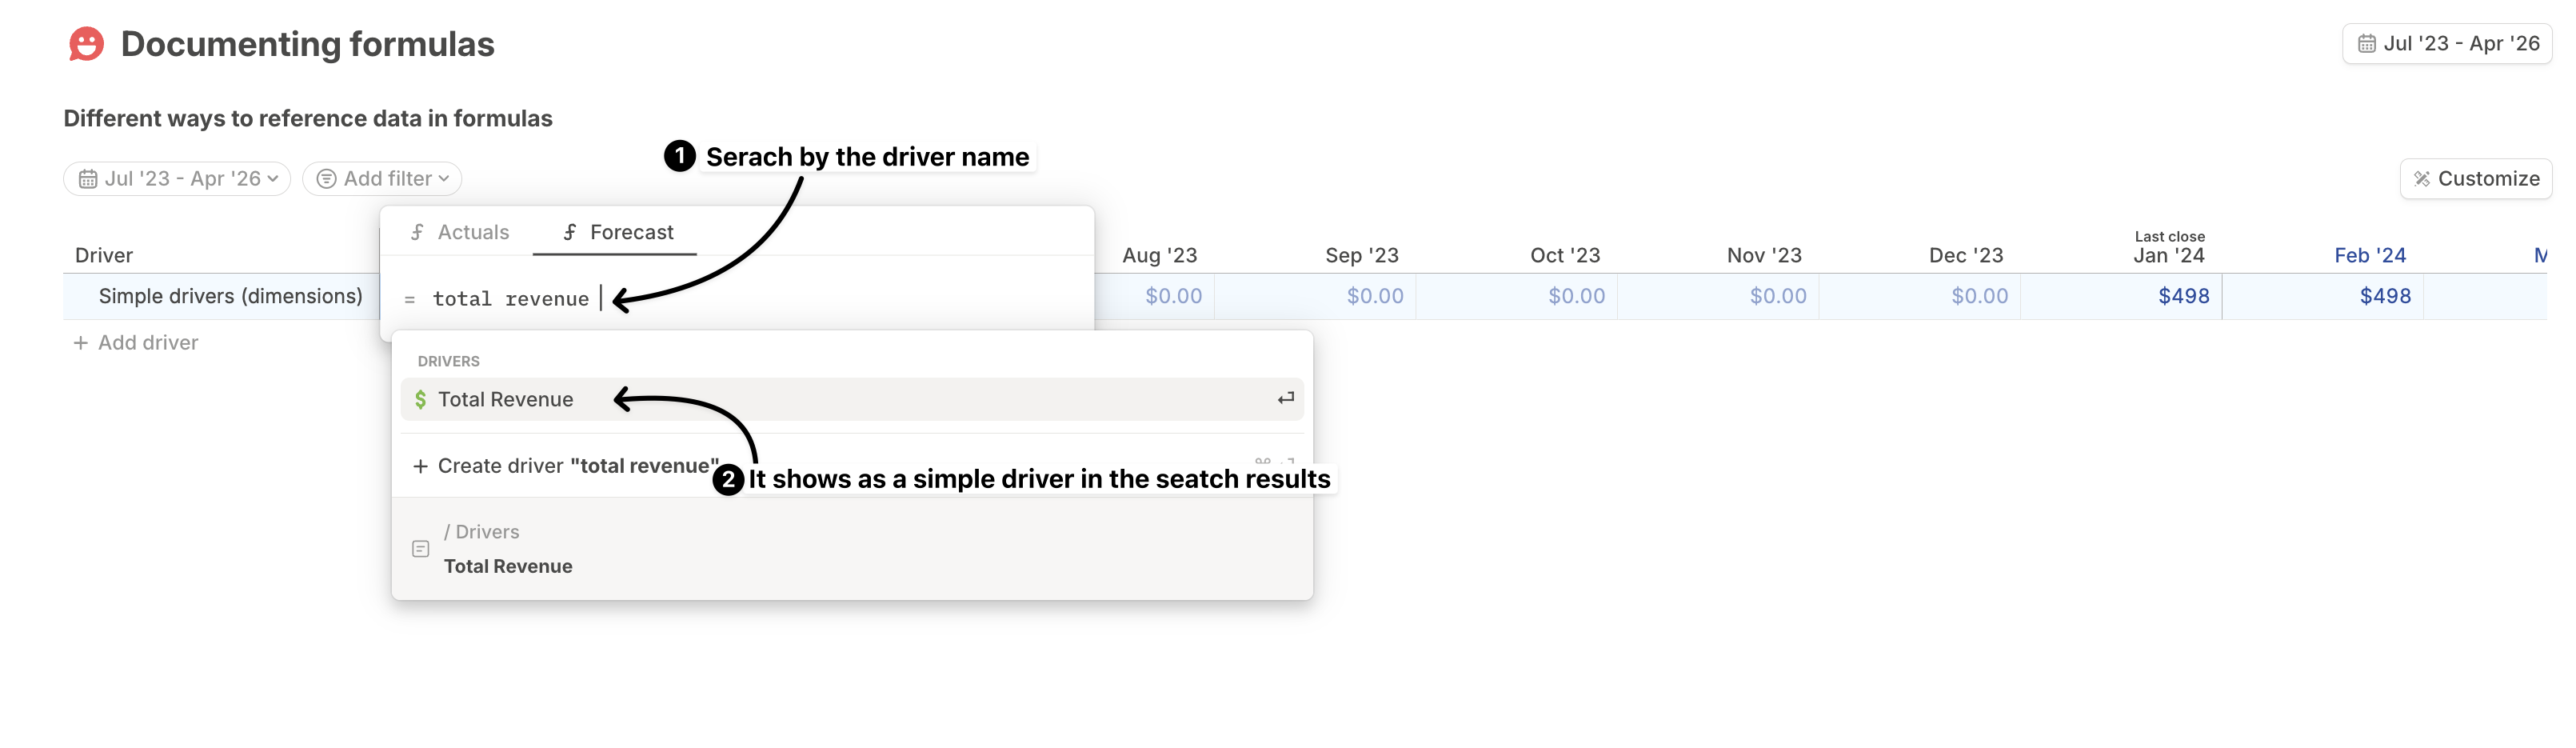 Documenting formulas
Jul '23 - Apr '26
Different ways to reference data in formulas
1 Serach by the driver name
Jul '23 - Apr '26
Add filter
Customize
Actuals
Forecast
Driver
Aug '23
Sep '23
Oct '23
Nov '23
Dec '23
Last close
Jan '24
Feb '24
M
Simple drivers (dimensions)
= total revenue
$0.00
$0.00
$0.00
$0.00
$0.00
$498
$498
+ Add driver
DRIVERS
$ Total Revenue
+ Create driver "total revenue"
2 It shows as a simple driver in the seatch results
/ Drivers
Total Revenue